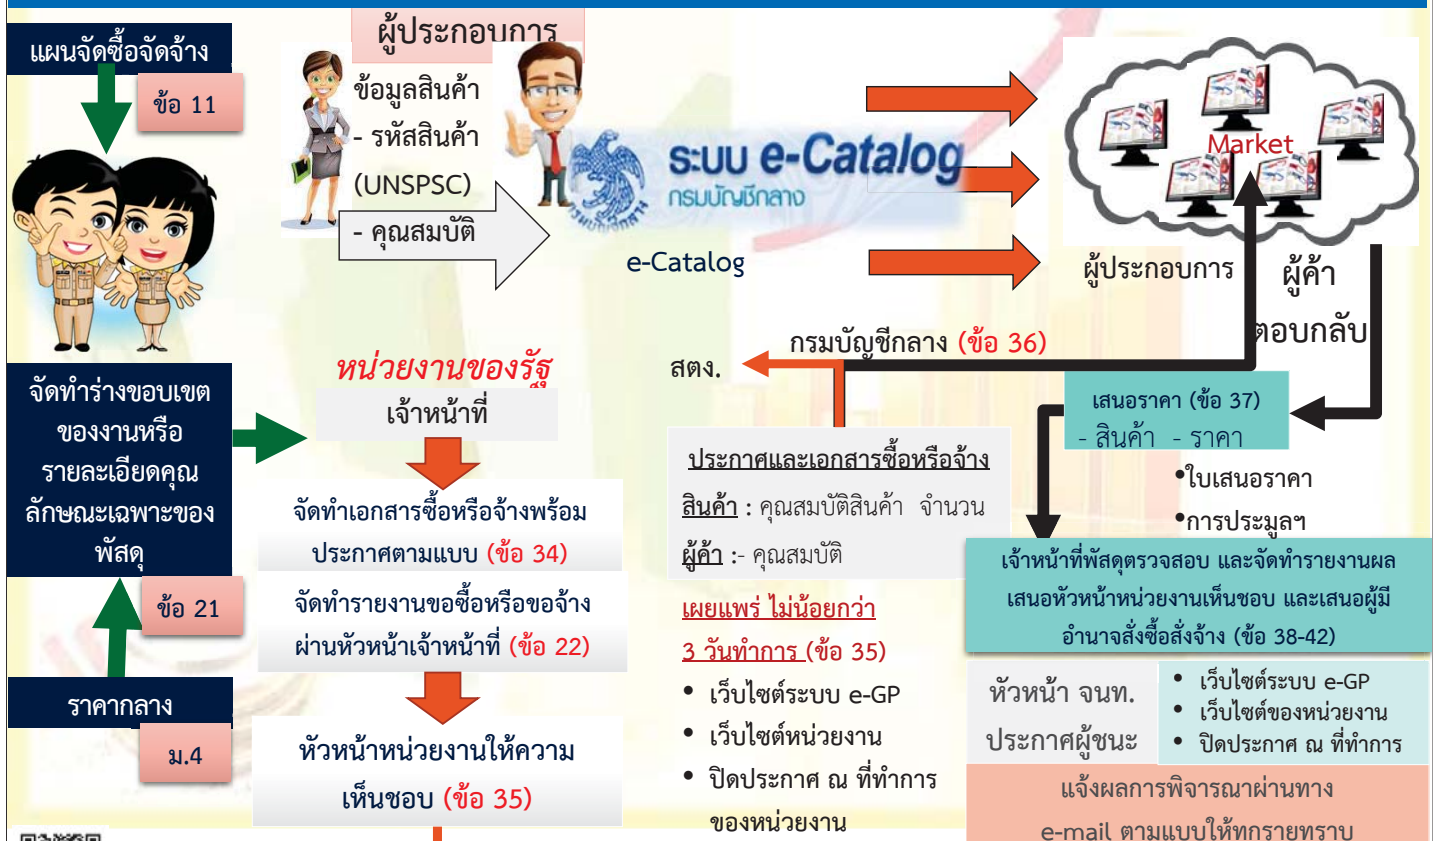 แผนจัดซื้อจัดจ้าง
ข้อ 11
ผู้ประกอบการ
ข้อมูลสินค้า
- รหัสสินค้า
(UNSPSC)
- คุณสมบัติ
ระบบ e-Catalog
กรมบัญชีกลาง
กรมบัญชีกลาง
e-Catalog
Market
ผู้ประกอบการ
ผู้ค้า
ตอบกลับ
จัดทำร่างขอบเขต
ของงานหรือ
รายละเอียดคุณ
ลักษณะเฉพาะของ
พัสดุ
ข้อ 21
ราคากลาง
ม.4
หน่วยงานของรัฐ
เจ้าหน้าที่
จัดทำเอกสารซื้อหรือจ้างพร้อม
ประกาศตามแบบ (ข้อ 34)
จัดทำรายงานขอซื้อหรือขอจ้าง
ผ่านหัวหน้าเจ้าหน้าที่ (ข้อ 22)
หัวหน้าหน่วยงานให้ความ
เห็นชอบ (ข้อ 35)
สตง.
กรมบัญชีกลาง (ข้อ 36)
ประกาศและเอกสารซื้อหรือจ้าง
สินค้า : คุณสมบัติสินค้า จำนวน
ผู้ค้า :- คุณสมบัติ
เผยแพร่ ไม่น้อยกว่า
3 วันทำการ (ข้อ 35)
• เว็บไซต์ระบบ e-GP
• เว็บไซต์หน่วยงาน
• ปิดประกาศ ณ ที่ทำการ
ของหน่วยงาน
เสนอราคา (ข้อ 37)
- สินค้า - ราคา
•ใบเสนอราคา
•การประมูลฯ
เจ้าหน้าที่พัสดุตรวจสอบ และจัดทำรายงานผล
เสนอหัวหน้าหน่วยงานเห็นชอบ และเสนอผู้มี
อำนาจสั่งซื้อสั่งจ้าง (ข้อ 38-42)
หัวหน้า จนท.
ประกาศผู้ชนะ
• เว็บไซต์ระบบ e-GP
• เว็บไซต์ของหน่วยงาน
• ปิดประกาศ ณ ที่ทำการ
แจ้งผลการพิจารณาผ่านทาง
e-mail ตามแบบให้ทุกรายทราบ